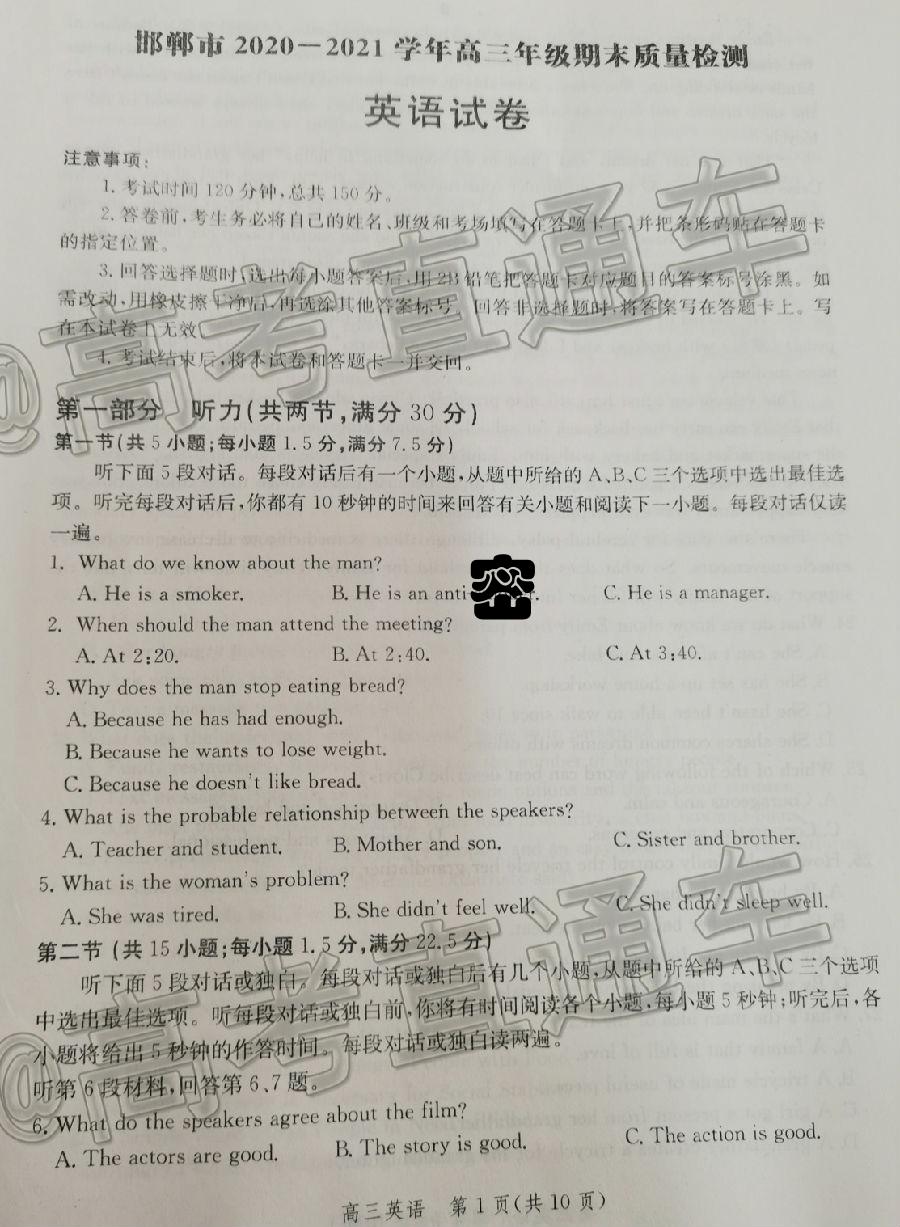 邯郸市 2020-2021 学年高三年级期末质量检测
英语试卷
注意事项:
1. 考试时间 120 分钟,总共 150 分。
2. 答卷前,考生务必将自己的姓名、班级和考场填写在答题卡上,并把条形码贴在答题卡
的指定位置。
3. 回答选择题时,选出每小题答案后,用2B铅笔把答题卡对应题目的答案标号涂黑。如
需改动,用橡皮擦干净后,再选涂其他答案标号。回答非选择题时,将答案写在答题卡上。写
在本试卷上无效。
4. 考试结束后,将本试卷和答题卡一并交回。
@高考直通车
第一部分 听力(共两节,满分 30 分)
第一节(共 5 小题;每小题 1.5 分,满分 7.5 分)
听下面 5 段对话。每段对话后有一个小题,从题中所给的 A、B、C 三个选项中选出最佳选
项。听完每段对话后,你都有 10 秒钟的时间来回答有关小题和阅读下一小题。每段对话仅读
一遍。
1. What do we know about the man?
A. He is a smoker. B. He is an anti r. C. He is a manager.
2. When should the man attend the meeting?
A. At 2:20. B. At 2:40. C. At 3:40.
3. Why does the man stop eating bread?
A. Because he has had enough.
B. Because he wants to lose weight.
C. Because he doesn't like bread.
4. What is the probable relationship between the speakers?
A. Teacher and student. B. Mother and son. C. Sister and brother.
5. What is the woman's problem?
A. She was tired. B. She didn't feel well. C. She didn't sleep well.
第二节 (共 15 小题;每小题 1.5 分,满分 22.5 分)
听下面 5 段对话或独白。每段对话或独白后有几个小题,从题中所给的 A、B、C 三个选项
中选出最佳选项。听每段对话或独白前,你将有时间阅读各个小题,每小题 5 秒钟;听完后,各
小题将给出 5 秒钟的作答时间。每段对话或独白读两遍。
@高考直通车
听第 6 段材料,回答第 6、7 题。
6. What do the speakers agree about the film?
A. The actors are good. B. The story is good. C. The action is good.
高三英语 第 1 页(共 10 页)